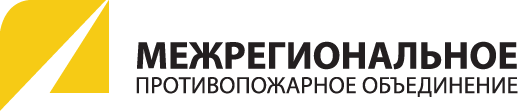 МЕЖРЕГИОНАЛЬНОЕ
ПРОТИВОПОЖАРНОЕ ОБЪЕДИНЕНИЕ